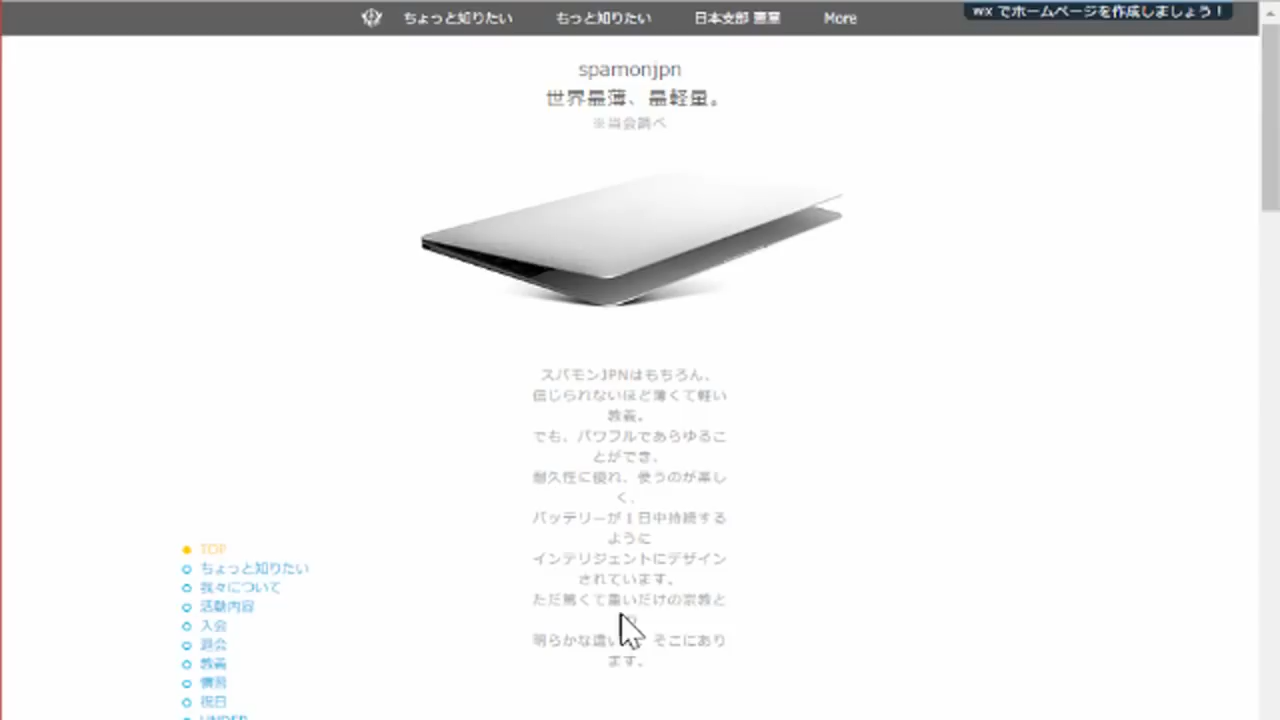 ちょっと知りたい もっと知りたい 日本支部 憲章 More
wx でホームページを作成しましょう！
spamonjpn
世界最薄、最軽量。
※当会調べ
スパモンJPNはもちろん、
信じられないほど薄くて軽い
教義。
でも、パワフルであらゆるこ
とができ、
耐久性に優れ、使うのが楽し
く、
バッテリーが１日中持続する
ように
インテリジェントにデザイン
されています。
ただ篤くて重いだけの宗教と
明らかな違い そこにあり
ます。
TOP
ちょっと知りたい
我々について
活動内容
入会
退会
教義
慣習
祝日